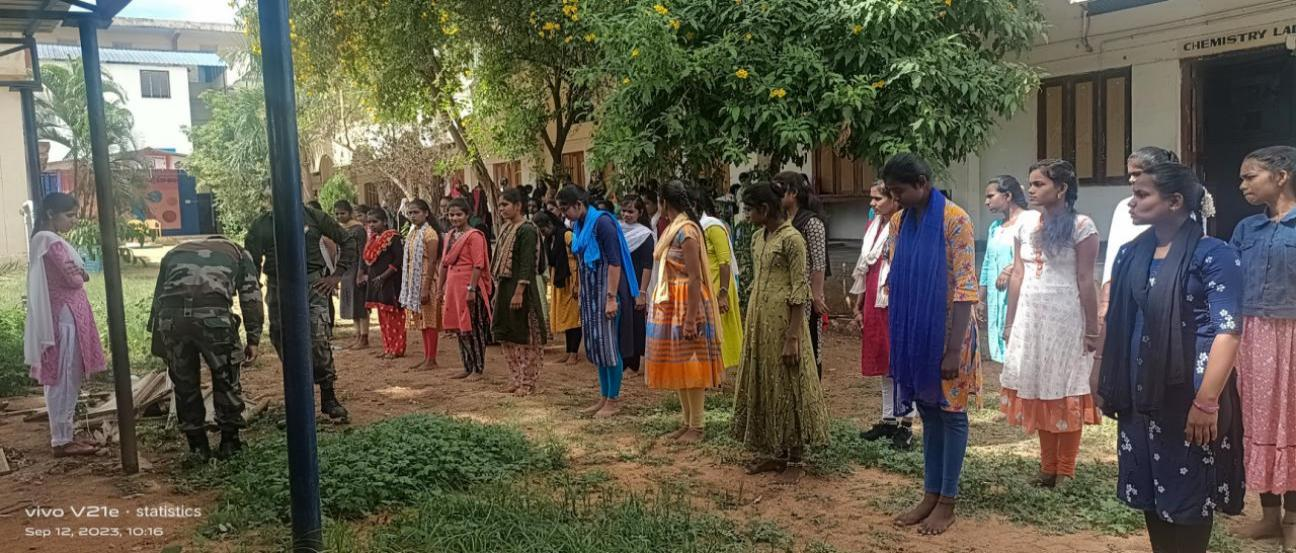 CHEMISTRY LAB
vivo V21e · statistics
Sep 12, 2023, 10:16